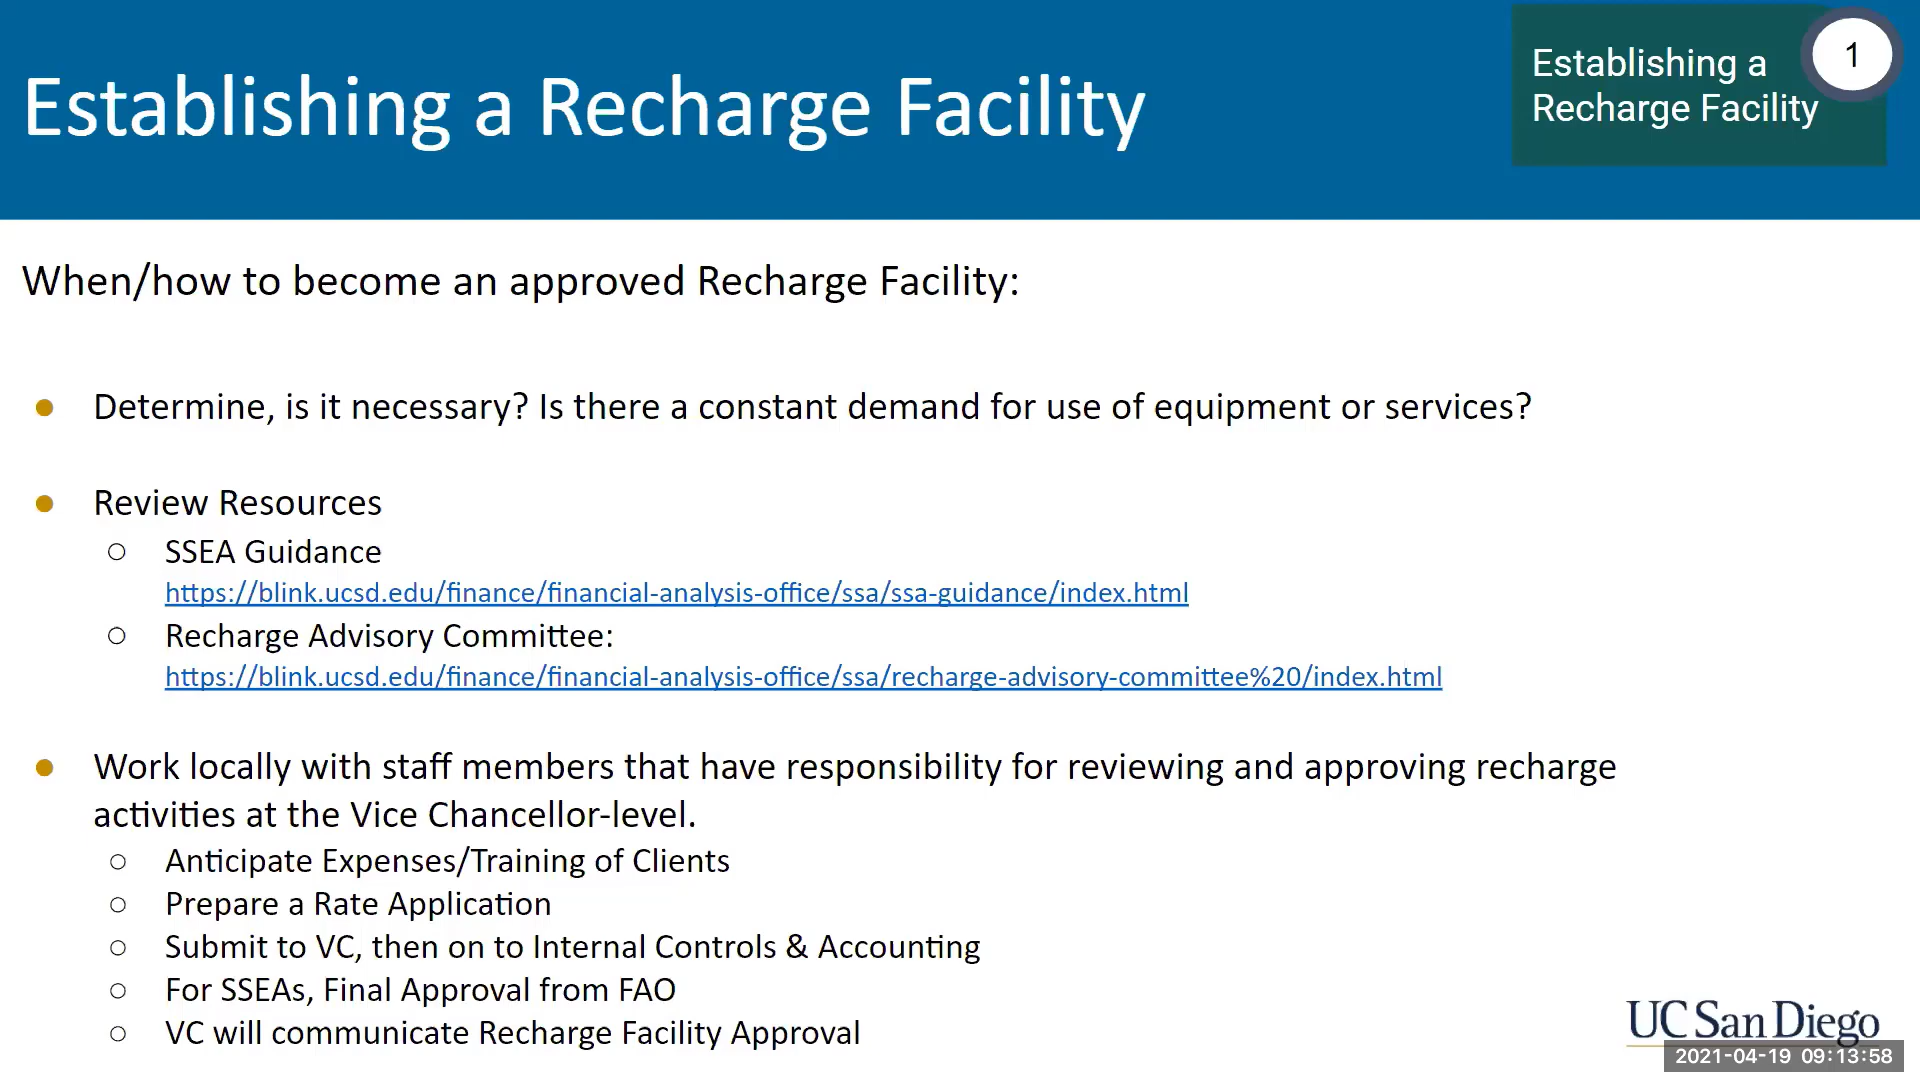 Establishing a Recharge Facility
Establishing a
Recharge Facility
1
When/how to become an approved Recharge Facility:
● Determine, is it necessary? Is there a constant demand for use of equipment or services?
● Review Resources
○ SSEA Guidance
https://blink.ucsd.edu/finance/financial-analysis-office/ssa/ssa-guidance/index.html
○ Recharge Advisory Committee:
https://blink.ucsd.edu/finance/financial-analysis-office/ssa/recharge-advisory-committee%20/index.html
● Work locally with staff members that have responsibility for reviewing and approving recharge
activities at the Vice Chancellor-level.
○ Anticipate Expenses/Training of Clients
○ Prepare a Rate Application
○ Submit to VC, then on to Internal Controls & Accounting
○ For SSEAs, Final Approval from FAO
○ VC will communicate Recharge Facility Approval
UC San Diego
2021-04-19 09:13:58